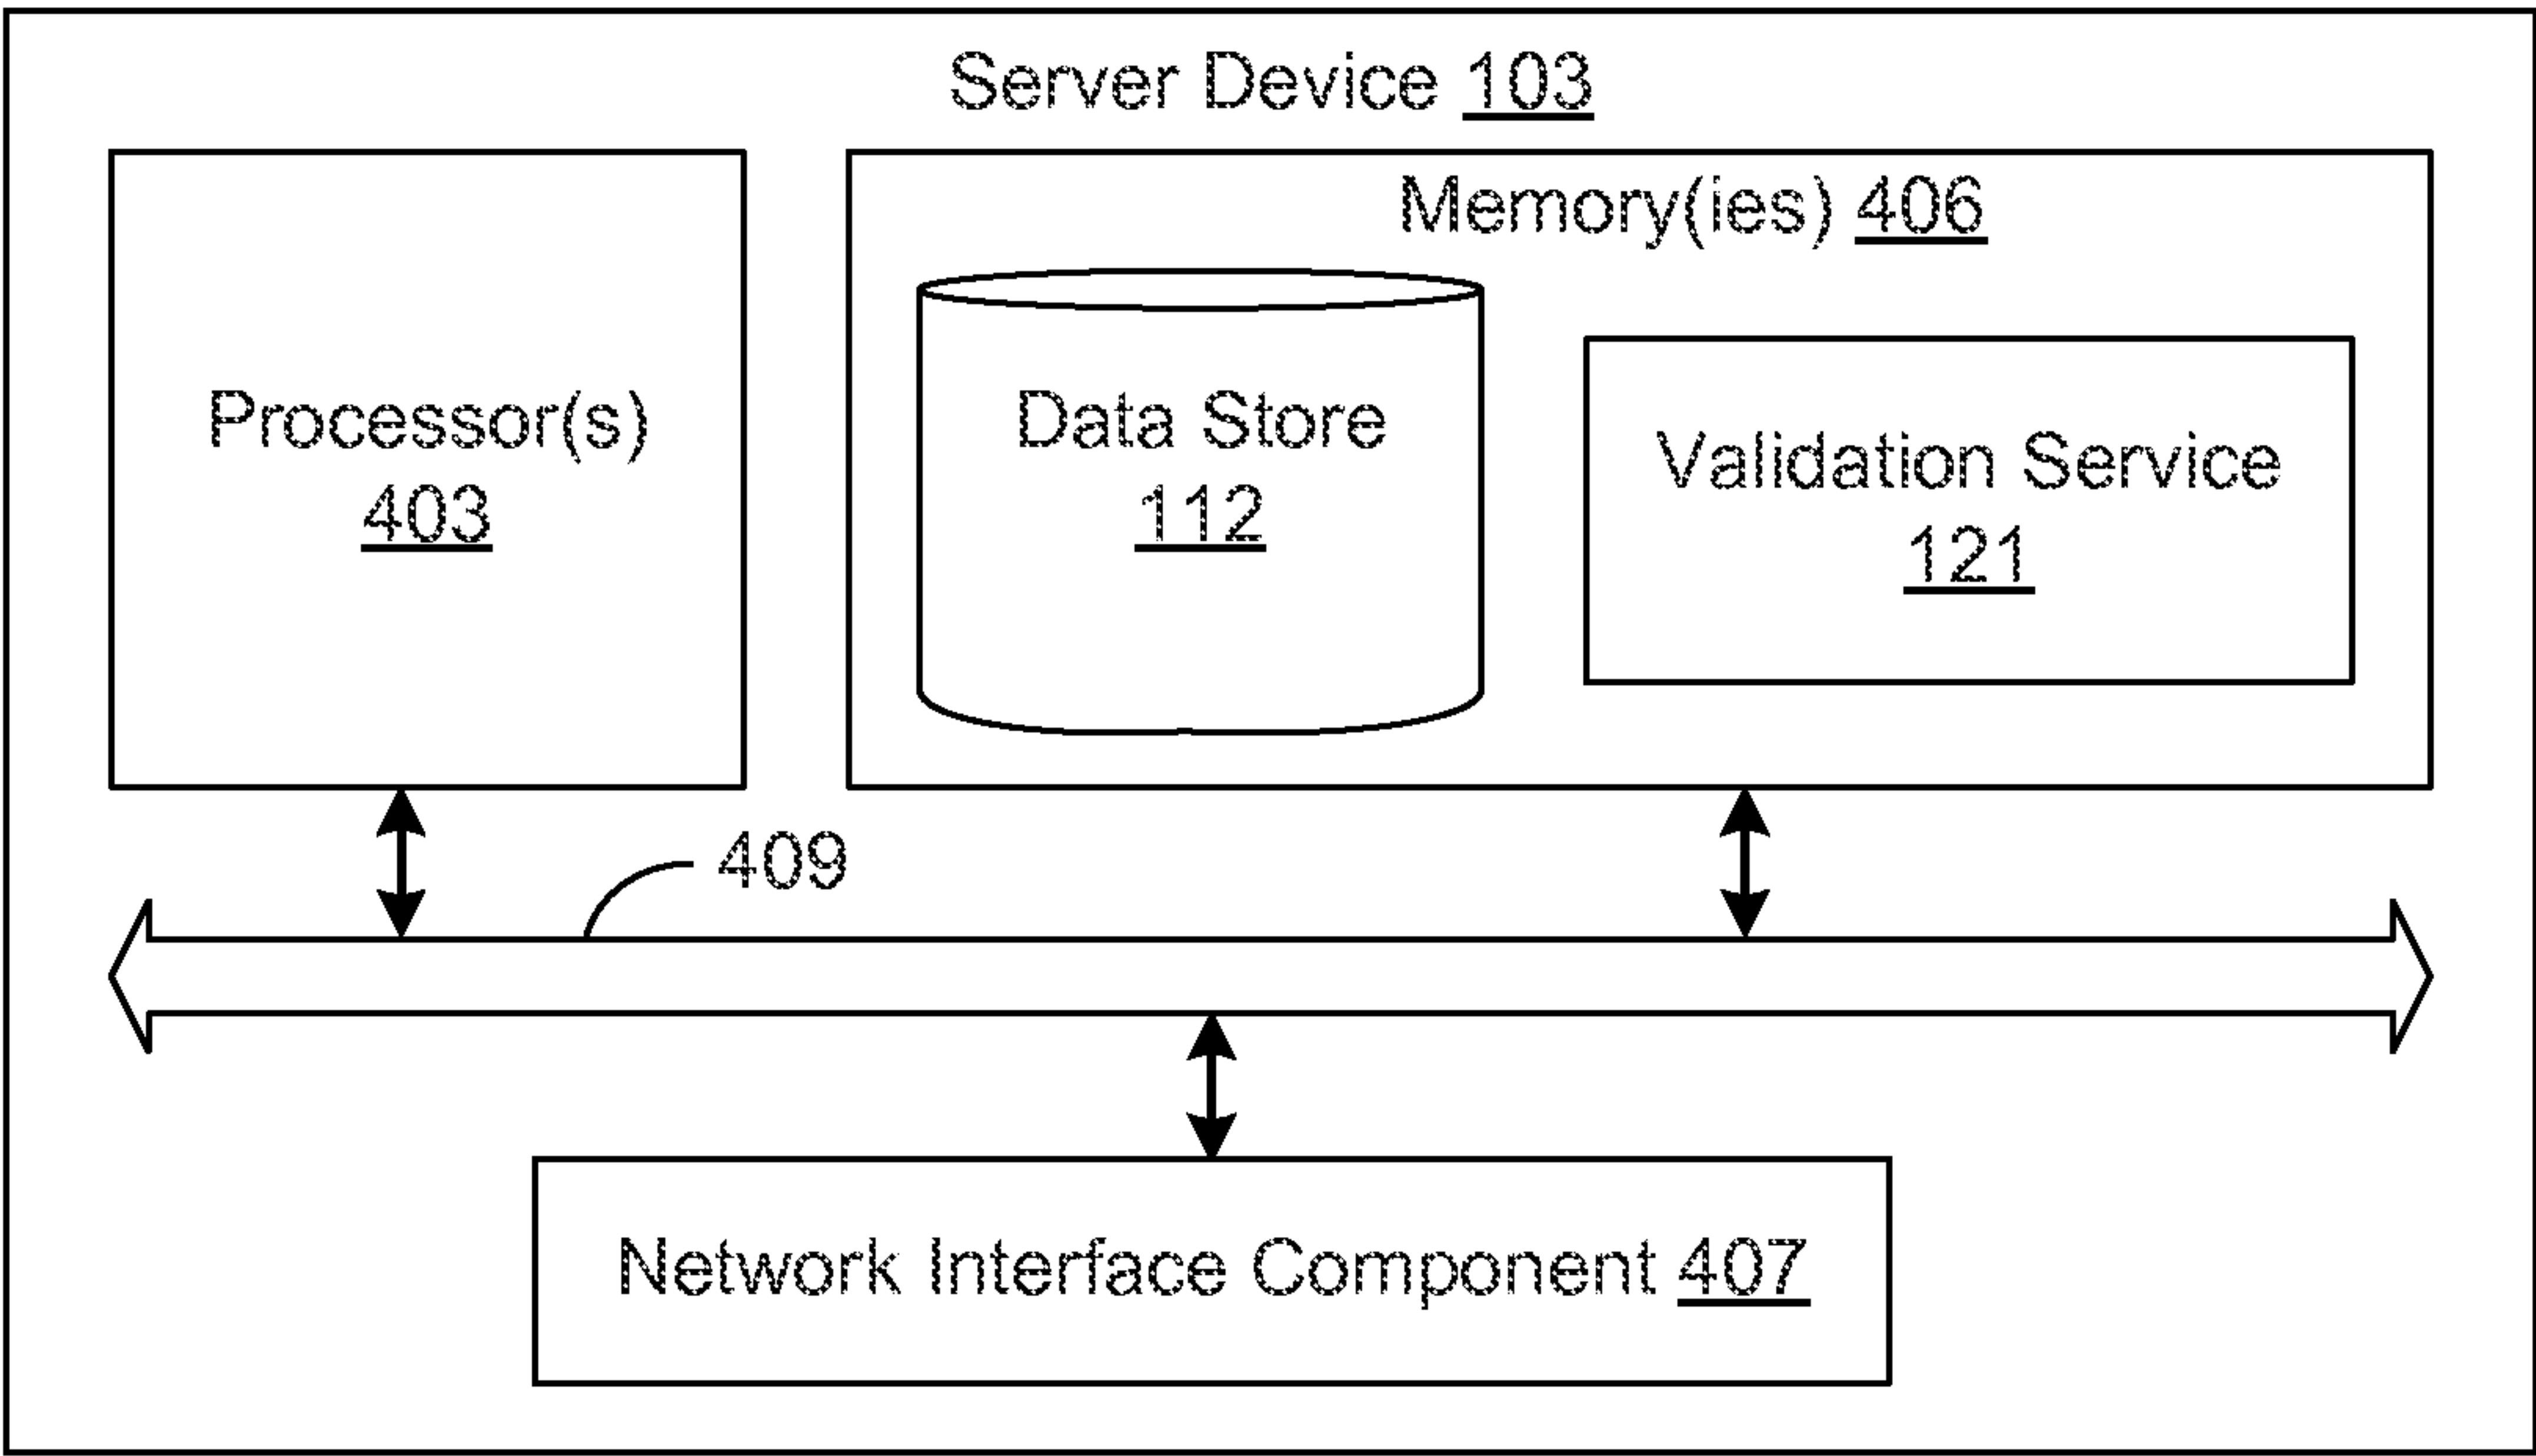 Server Device 103
Processor(s)
403
Memory(ies) 406
Data Store
112
Validation Service
121
409
Network Interface Component 407